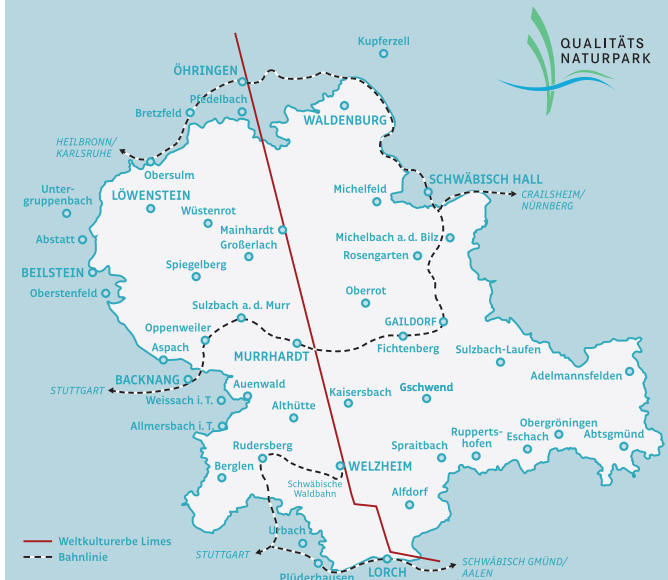 Kupferzell
QUALITÄTS
NATURPARK
ÖHRINGEN
Pfedelbach
Bretzfeld
WALDENBURG
HEILBRONN/
KARLSRUHE
Obersulm
SCHWÄBISCH HALL
Unter-
gruppenbach
LÖWENSTEIN
Michelfeld
CRAILSHEIM/
NÜRNBERG
Wüstenrot
Mainhardt
Abstatt
Großerlach
Michelbach a. d. Bilz
Rosengarten
BEILSTEIN
Spiegelberg
Oberstenfeld
Oberrot
Sulzbach a. d. Murr
GAILDORF
Oppenweiler
Aspach
MURRHARDT
Fichtenberg
Sulzbach-Laufen
BACKNANG
Adelmannsfelden
STUTTGART
Auenwald
Weissach i. T.
Kaisersbach
Gschwend
Althütte
Allmersbach i. T.
Obergröningen
Rudersberg
Spraitbach
Rupperts-
hofen
Eschach
Abtsgmünd
Berglen
WELZHEIM
Schwäbische
Waldbahn
Alfdorf
Urbach
Weltkulturerbe Limes
Bahnlinie
STUTTGART
Plüderhausen
LORCH
SCHWÄBISCH GMÜND/
AALEN